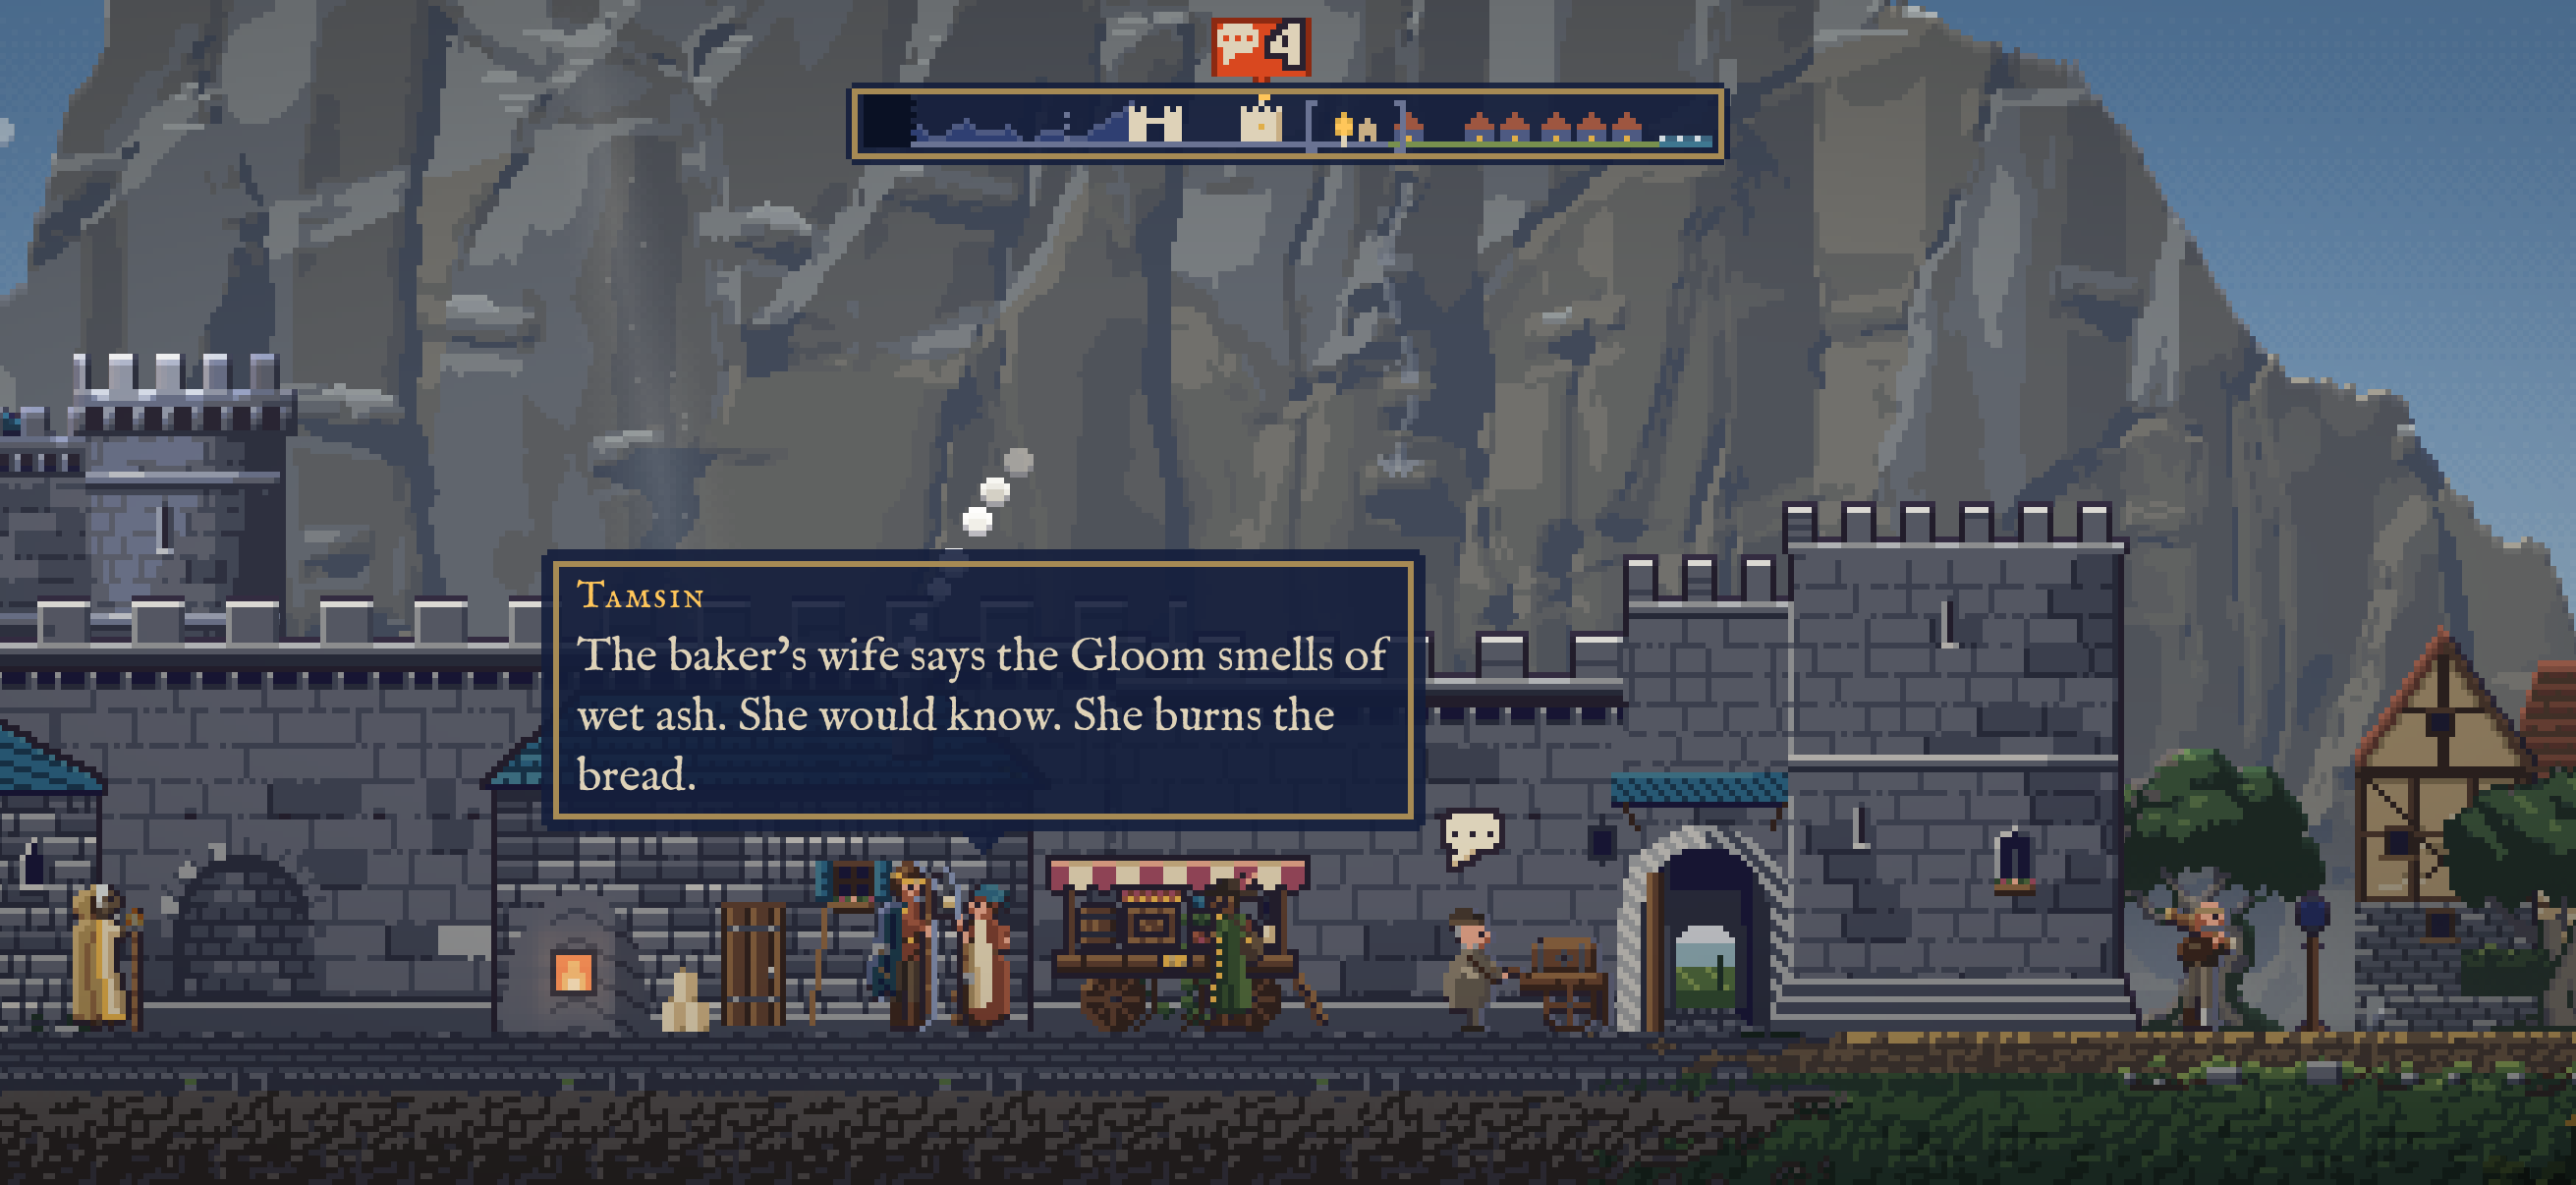 4
Tamsin
The baker’s wife says the Gloom smells of
wet ash. She would know. She burns the
bread.